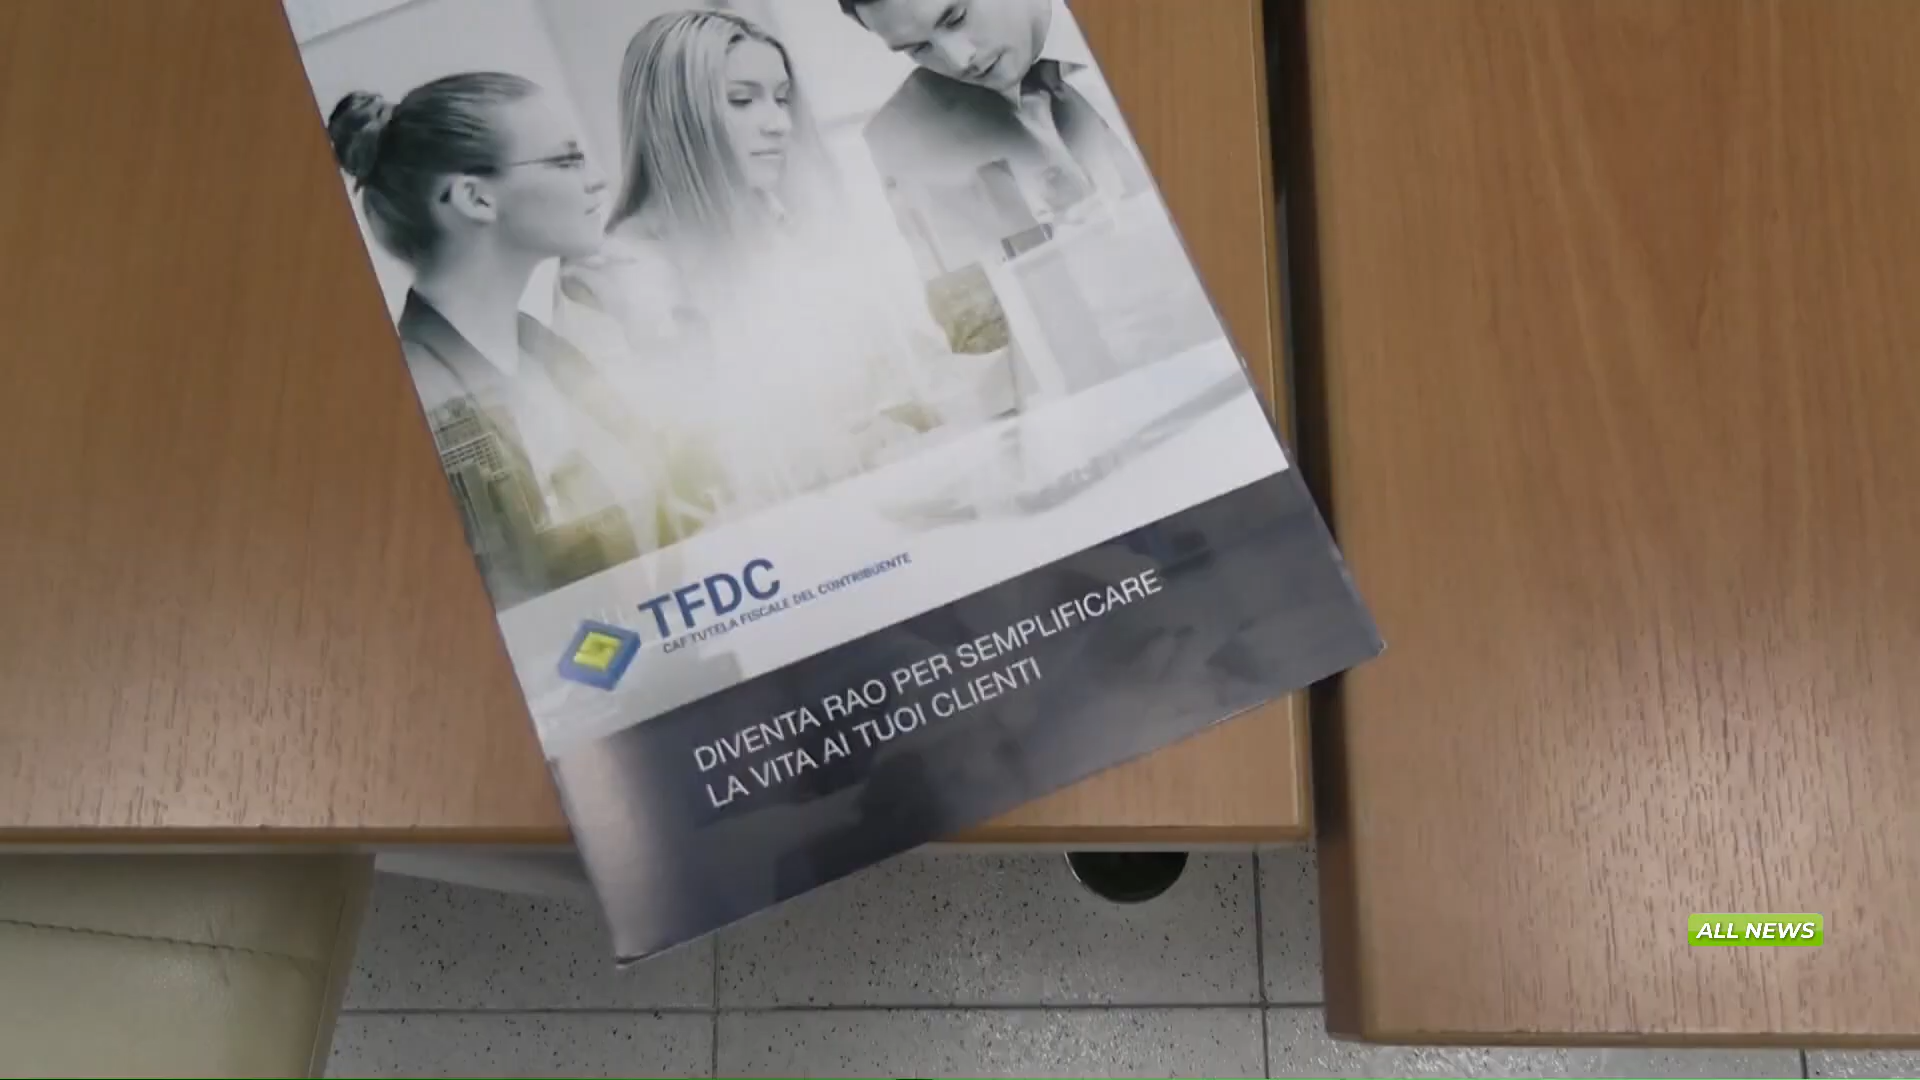 TFDC
CAF TUTELA FISCALE DEL CONTRIBUENTE
DIVENTA RAO PER SEMPLIFICARE
LA VITA AI TUOI CLIENTI
ALL NEWS